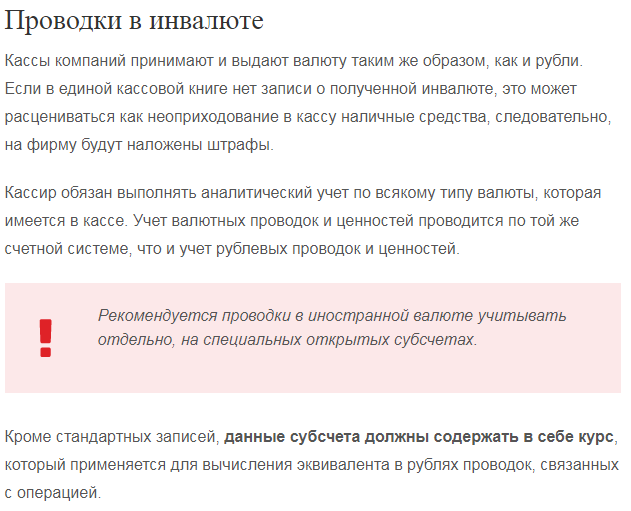 Проводки в инвалюте
Кассы компаний принимают и выдают валюту таким же образом, как и рубли.
Если в единой кассовой книге нет записи о полученной инвалюте, это может
расцениваться как неоприходование в кассу наличные средства, следовательно,
на фирму будут наложены штрафы.
Кассир обязан выполнять аналитический учет по всякому типу валюты, которая
имеется в кассе. Учет валютных проводок и ценностей проводится по той же
счетной системе, что и учет рублевых проводок и ценностей.
Рекомендуется проводки в иностранной валюте учитывать
отдельно, на специальных открытых субсчетах.
Кроме стандартных записей, данные субсчета должны содержать в себе курс,
который применяется для вычисления эквивалента в рублях проводок, связанных
с операцией.